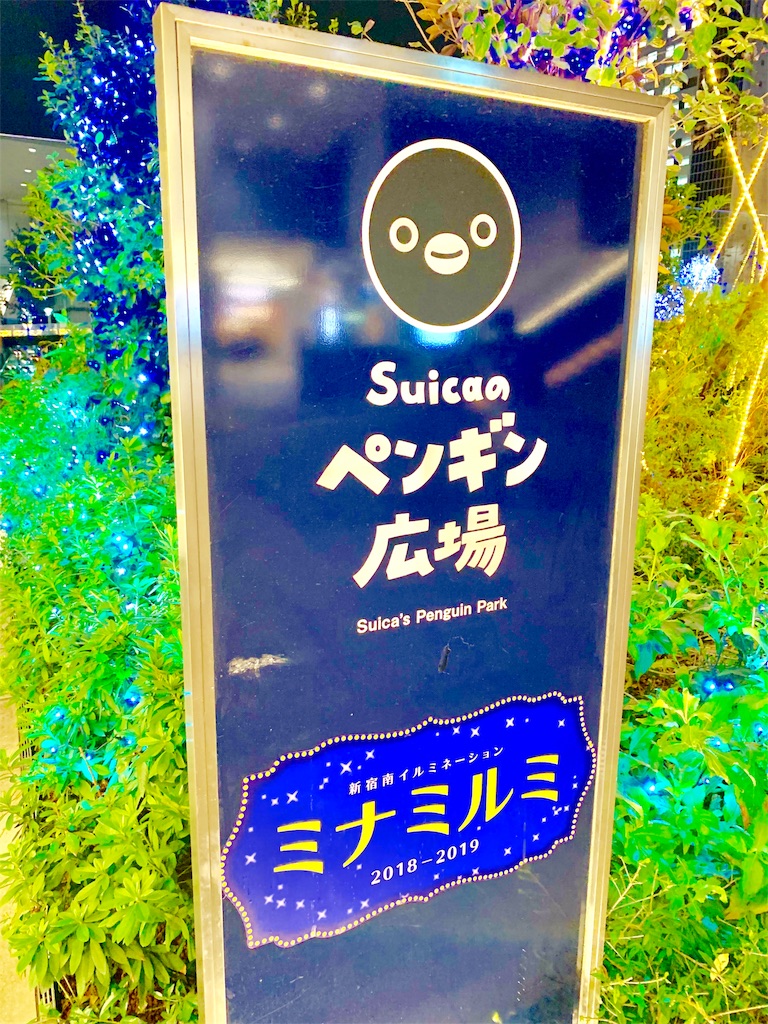 Suicaの
ペンギン
広場
Suica's Penguin Park
新宿南イルミネーション
ミナミルミ
2018–2019